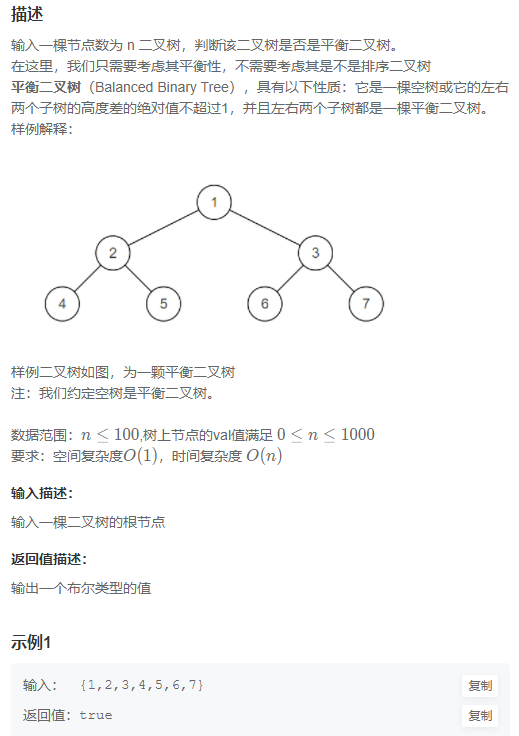 描述
输入一棵节点数为 n 二叉树，判断该二叉树是否是平衡二叉树。
在这里，我们只需要考虑其平衡性，不需要考虑其是不是排序二叉树
平衡二叉树（Balanced Binary Tree），具有以下性质：它是一棵空树或它的左右
两个子树的高度差的绝对值不超过1，并且左右两个子树都是一棵平衡二叉树。
样例解释：
1
2 3
4 5 6 7
样例二叉树如图，为一颗平衡二叉树
注：我们约定空树是平衡二叉树。
数据范围：n ≤ 100,树上节点的val值满足 0 ≤ n ≤ 1000
要求：空间复杂度O(1)，时间复杂度 O(n)
输入描述：
输入一棵二叉树的根节点
返回值描述：
输出一个布尔类型的值
示例1
输入： {1,2,3,4,5,6,7} 复制
返回值：true 复制